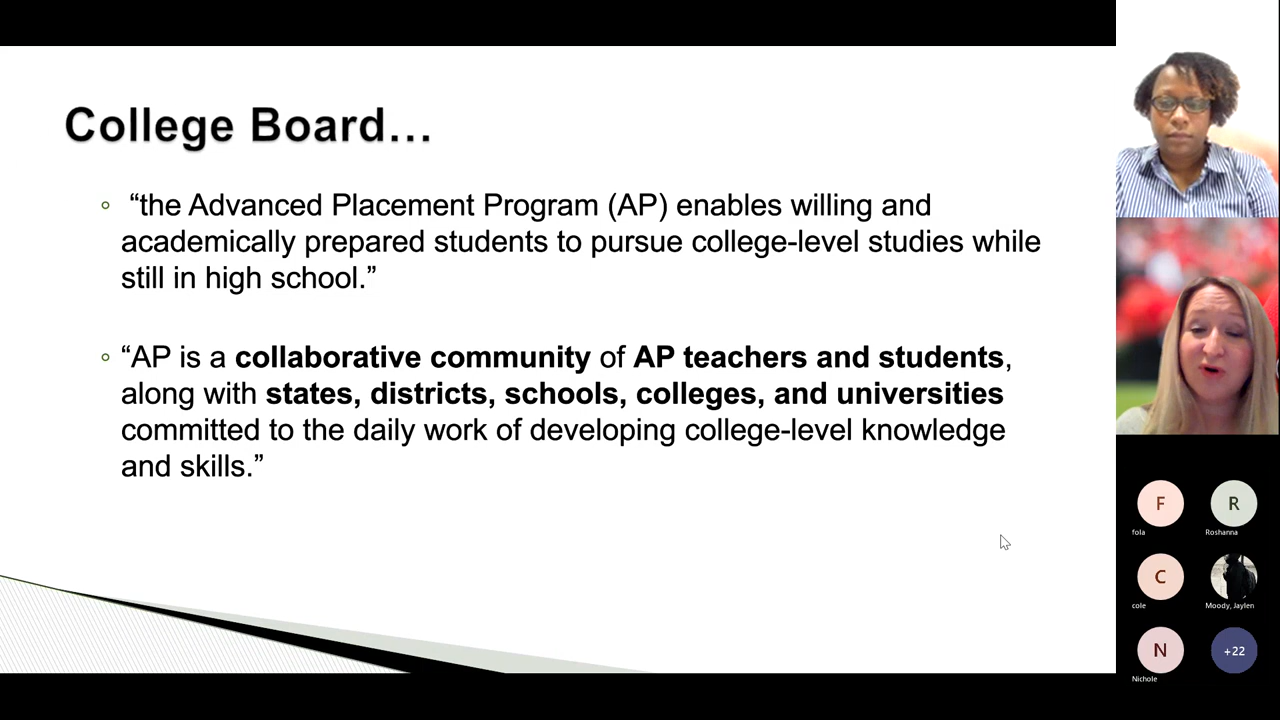 College Board…
“the Advanced Placement Program (AP) enables willing and
academically prepared students to pursue college-level studies while
still in high school.”
“AP is a collaborative community of AP teachers and students,
along with states, districts, schools, colleges, and universities
committed to the daily work of developing college-level knowledge
and skills.”
F
R
fola
Roshanna
C
cole
Moody, Jaylen
N
+22
Nichole